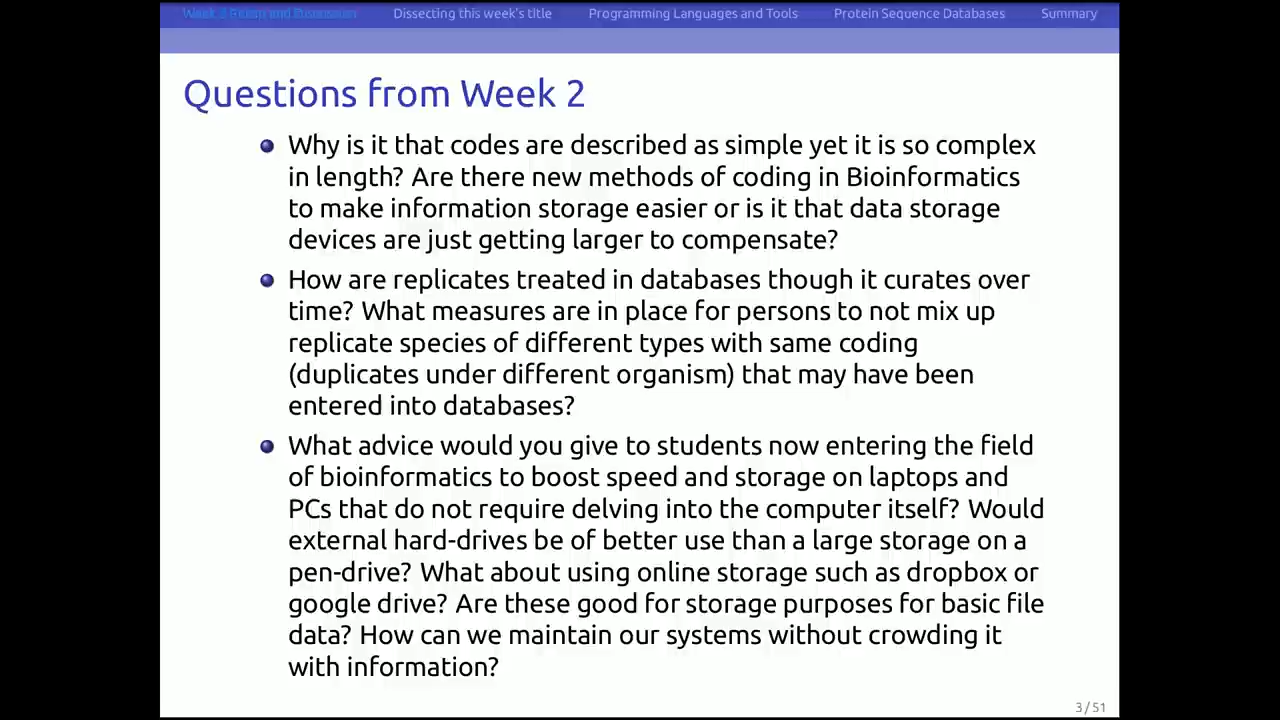 Week 2 Dissecting this week's title Programming Languages and Tools Protein Sequence Databases Summary
Questions from Week 2
Why is it that codes are described as simple yet it is so complex
in length? Are there new methods of coding in Bioinformatics
to make information storage easier or is it that data storage
devices are just getting larger to compensate?
How are replicates treated in databases though it curates over
time? What measures are in place for persons to not mix up
replicate species of different types with same coding
(duplicates under different organism) that may have been
entered into databases?
What advice would you give to students now entering the field
of bioinformatics to boost speed and storage on laptops and
PCs that do not require delving into the computer itself? Would
external hard-drives be of better use than a large storage on a
pen-drive? What about using online storage such as dropbox or
google drive? Are these good for storage purposes for basic file
data? How can we maintain our systems without crowding it
with information?
3 / 51